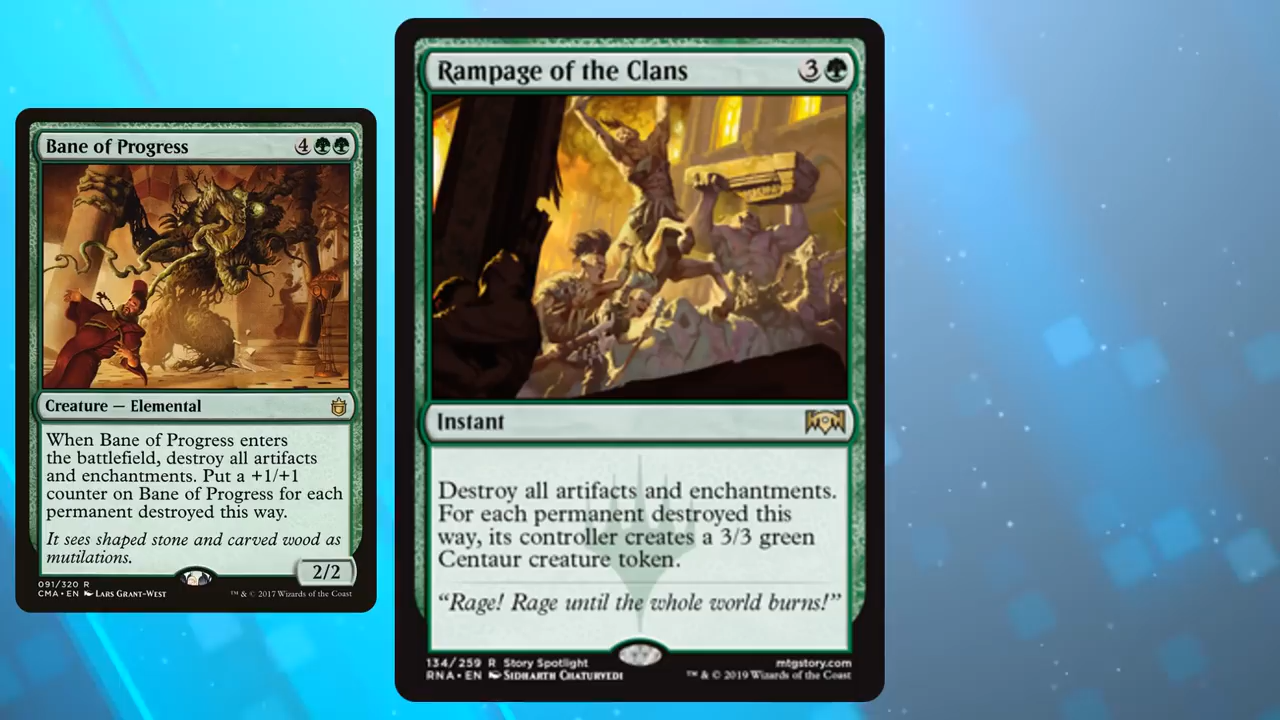 Bane of Progress 4
Creature — Elemental
When Bane of Progress enters
the battlefield, destroy all artifacts
and enchantments. Put a +1/+1
counter on Bane of Progress for each
permanent destroyed this way.
It sees shaped stone and carved wood as
mutilations.
2/2
091/320 R
CMA • EN Lars Grant-West
™ & © 2017 Wizards of the Coast
Rampage of the Clans 3
Instant
Destroy all artifacts and enchantments.
For each permanent destroyed this
way, its controller creates a 3/3 green
Centaur creature token.
“Rage! Rage until the whole world burns!”
134/259 R Story Spotlight
RNA • EN Sidharth Chaturvedi
mtgstory.com
™ & © 2019 Wizards of the Coast